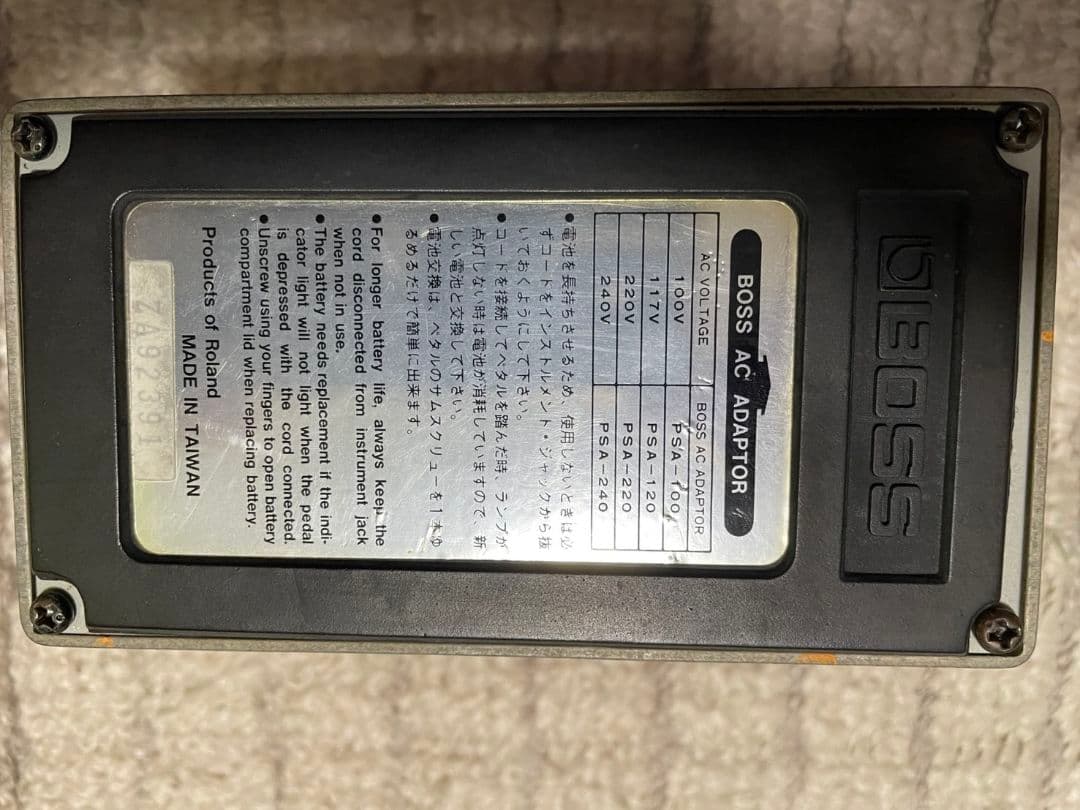 BOSS
BOSS AC ADAPTOR
AC VOLTAGE BOSS AC ADAPTOR
100V PSA-100
117V PSA-120
220V PSA-220
240V PSA-240
●電池を長持ちさせるため、使用しないときは必
ずコードをインストルメント・ジャックから抜
いておくようにして下さい。
●コードを接続してペダルを踏んだ時、ランプが
点灯しない時は電池が消耗していますので、新
しい電池と交換して下さい。
●電池交換は、ペダルのサムスクリューを1本ゆ
るめるだけで簡単に出来ます。
●For longer battery life, always keep the
cord disconnected from instrument jack
when not in use.
●The battery needs replacement if the indi-
cator light will not light when the pedal
is depressed with the cord connected.
●Unscrew using your fingers to open battery
compartment lid when replacing battery.
Products of Roland
MADE IN TAIWAN